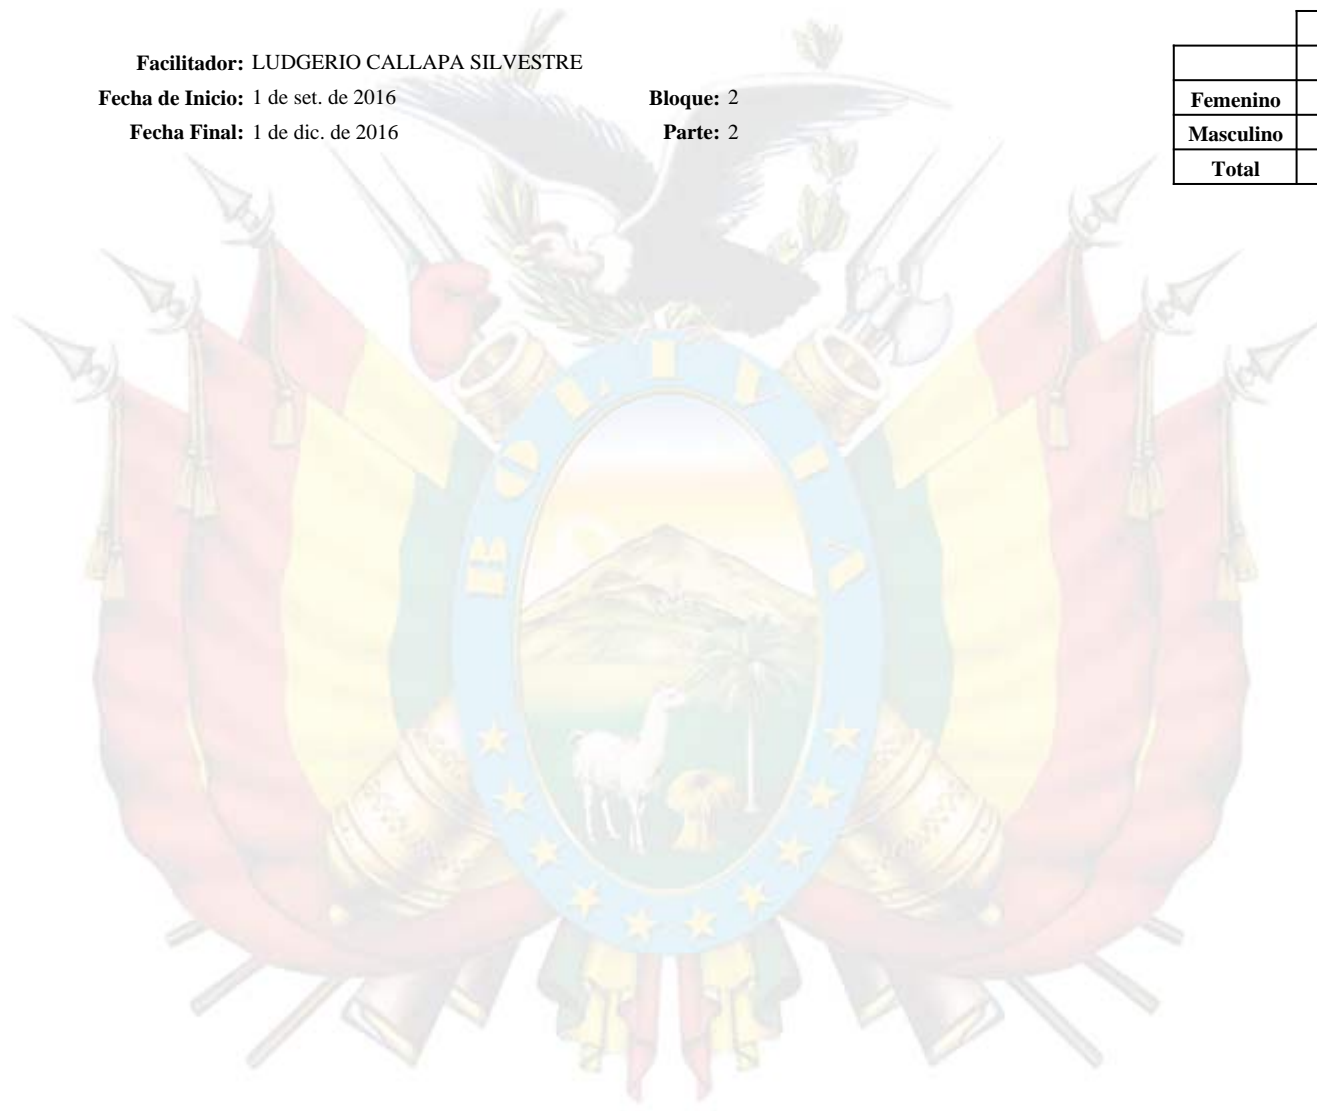 Facilitador: LUDGERIO CALLAPA SILVESTRE
Fecha de Inicio: 1 de set. de 2016 Bloque: 2
Fecha Final: 1 de dic. de 2016 Parte: 2
Femenino
Masculino
Total
BOLIVIA